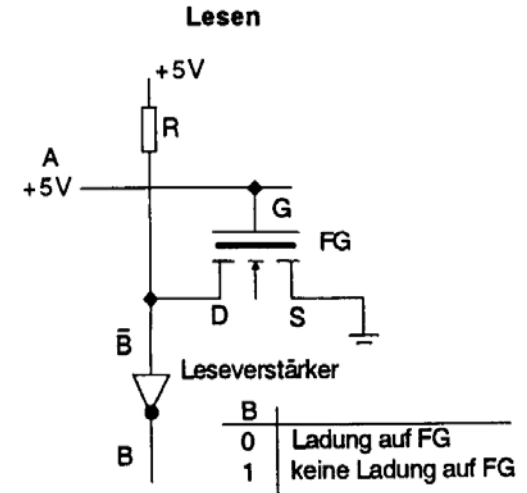 Lesen
+5V
R
A
+5V
G
FG
D S
B̄
Leseverstärker
B
0 Ladung auf FG
1 keine Ladung auf FG
B